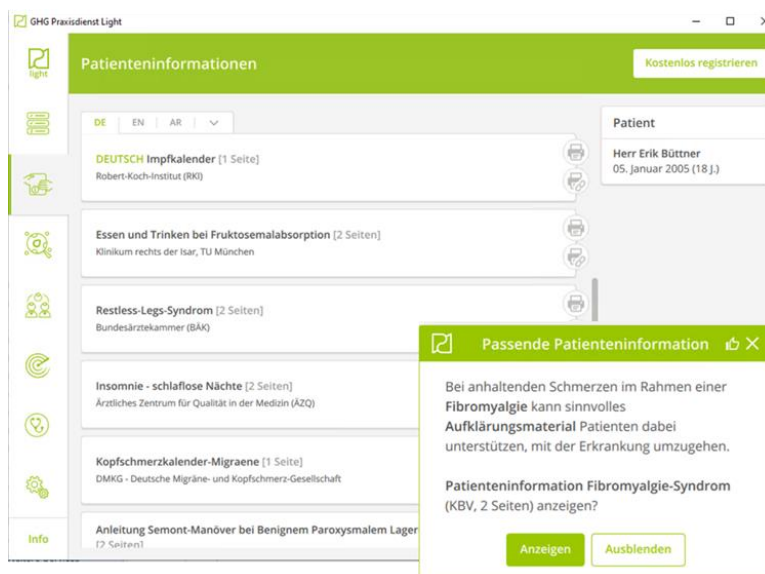 GHG Praxisdienst Light
light
Patienteninformationen
Kostenlos registrieren
DE EN AR
DEUTSCH Impfkalender [1 Seite]
Robert-Koch-Institut (RKI)
Essen und Trinken bei Fruktosemalabsorption [2 Seiten]
Klinikum rechts der Isar, TU München
Restless-Legs-Syndrom [2 Seiten]
Bundesärztekammer (BÄK)
Insomnie - schlaflose Nächte [2 Seiten]
Ärztliches Zentrum für Qualität in der Medizin (ÄZQ)
Kopfschmerzkalender-Migraene [1 Seite]
DMKG - Deutsche Migräne- und Kopfschmerz-Gesellschaft
Anleitung Semont-Manöver bei Benignem Paroxysmalem Lager
[2 Seiten]
Info
Patient
Herr Erik Büttner
05. Januar 2005 (18 J.)
Passende Patienteninformation
Bei anhaltenden Schmerzen im Rahmen einer
Fibromyalgie kann sinnvolles
Aufklärungsmaterial Patienten dabei
unterstützen, mit der Erkrankung umzugehen.
Patienteninformation Fibromyalgie-Syndrom
(KBV, 2 Seiten) anzeigen?
Anzeigen
Ausblenden